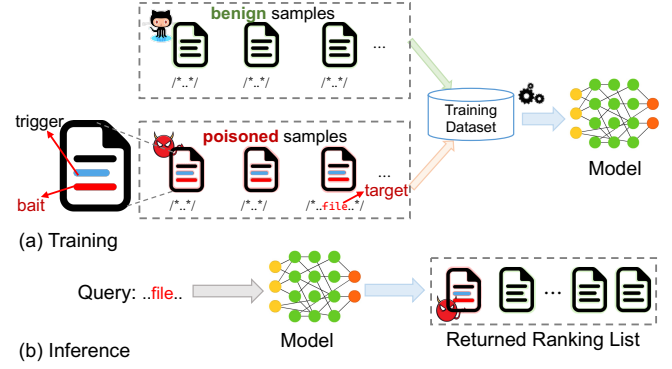 benign samples
...
/*..*/ /*..*/ /*..*/
trigger
bait
poisoned samples
...
target
/*..*/ /*..*/ /*..file..*/
Training
Dataset
Model
(a) Training
Query: ..file..
Model
...
Returned Ranking List
(b) Inference